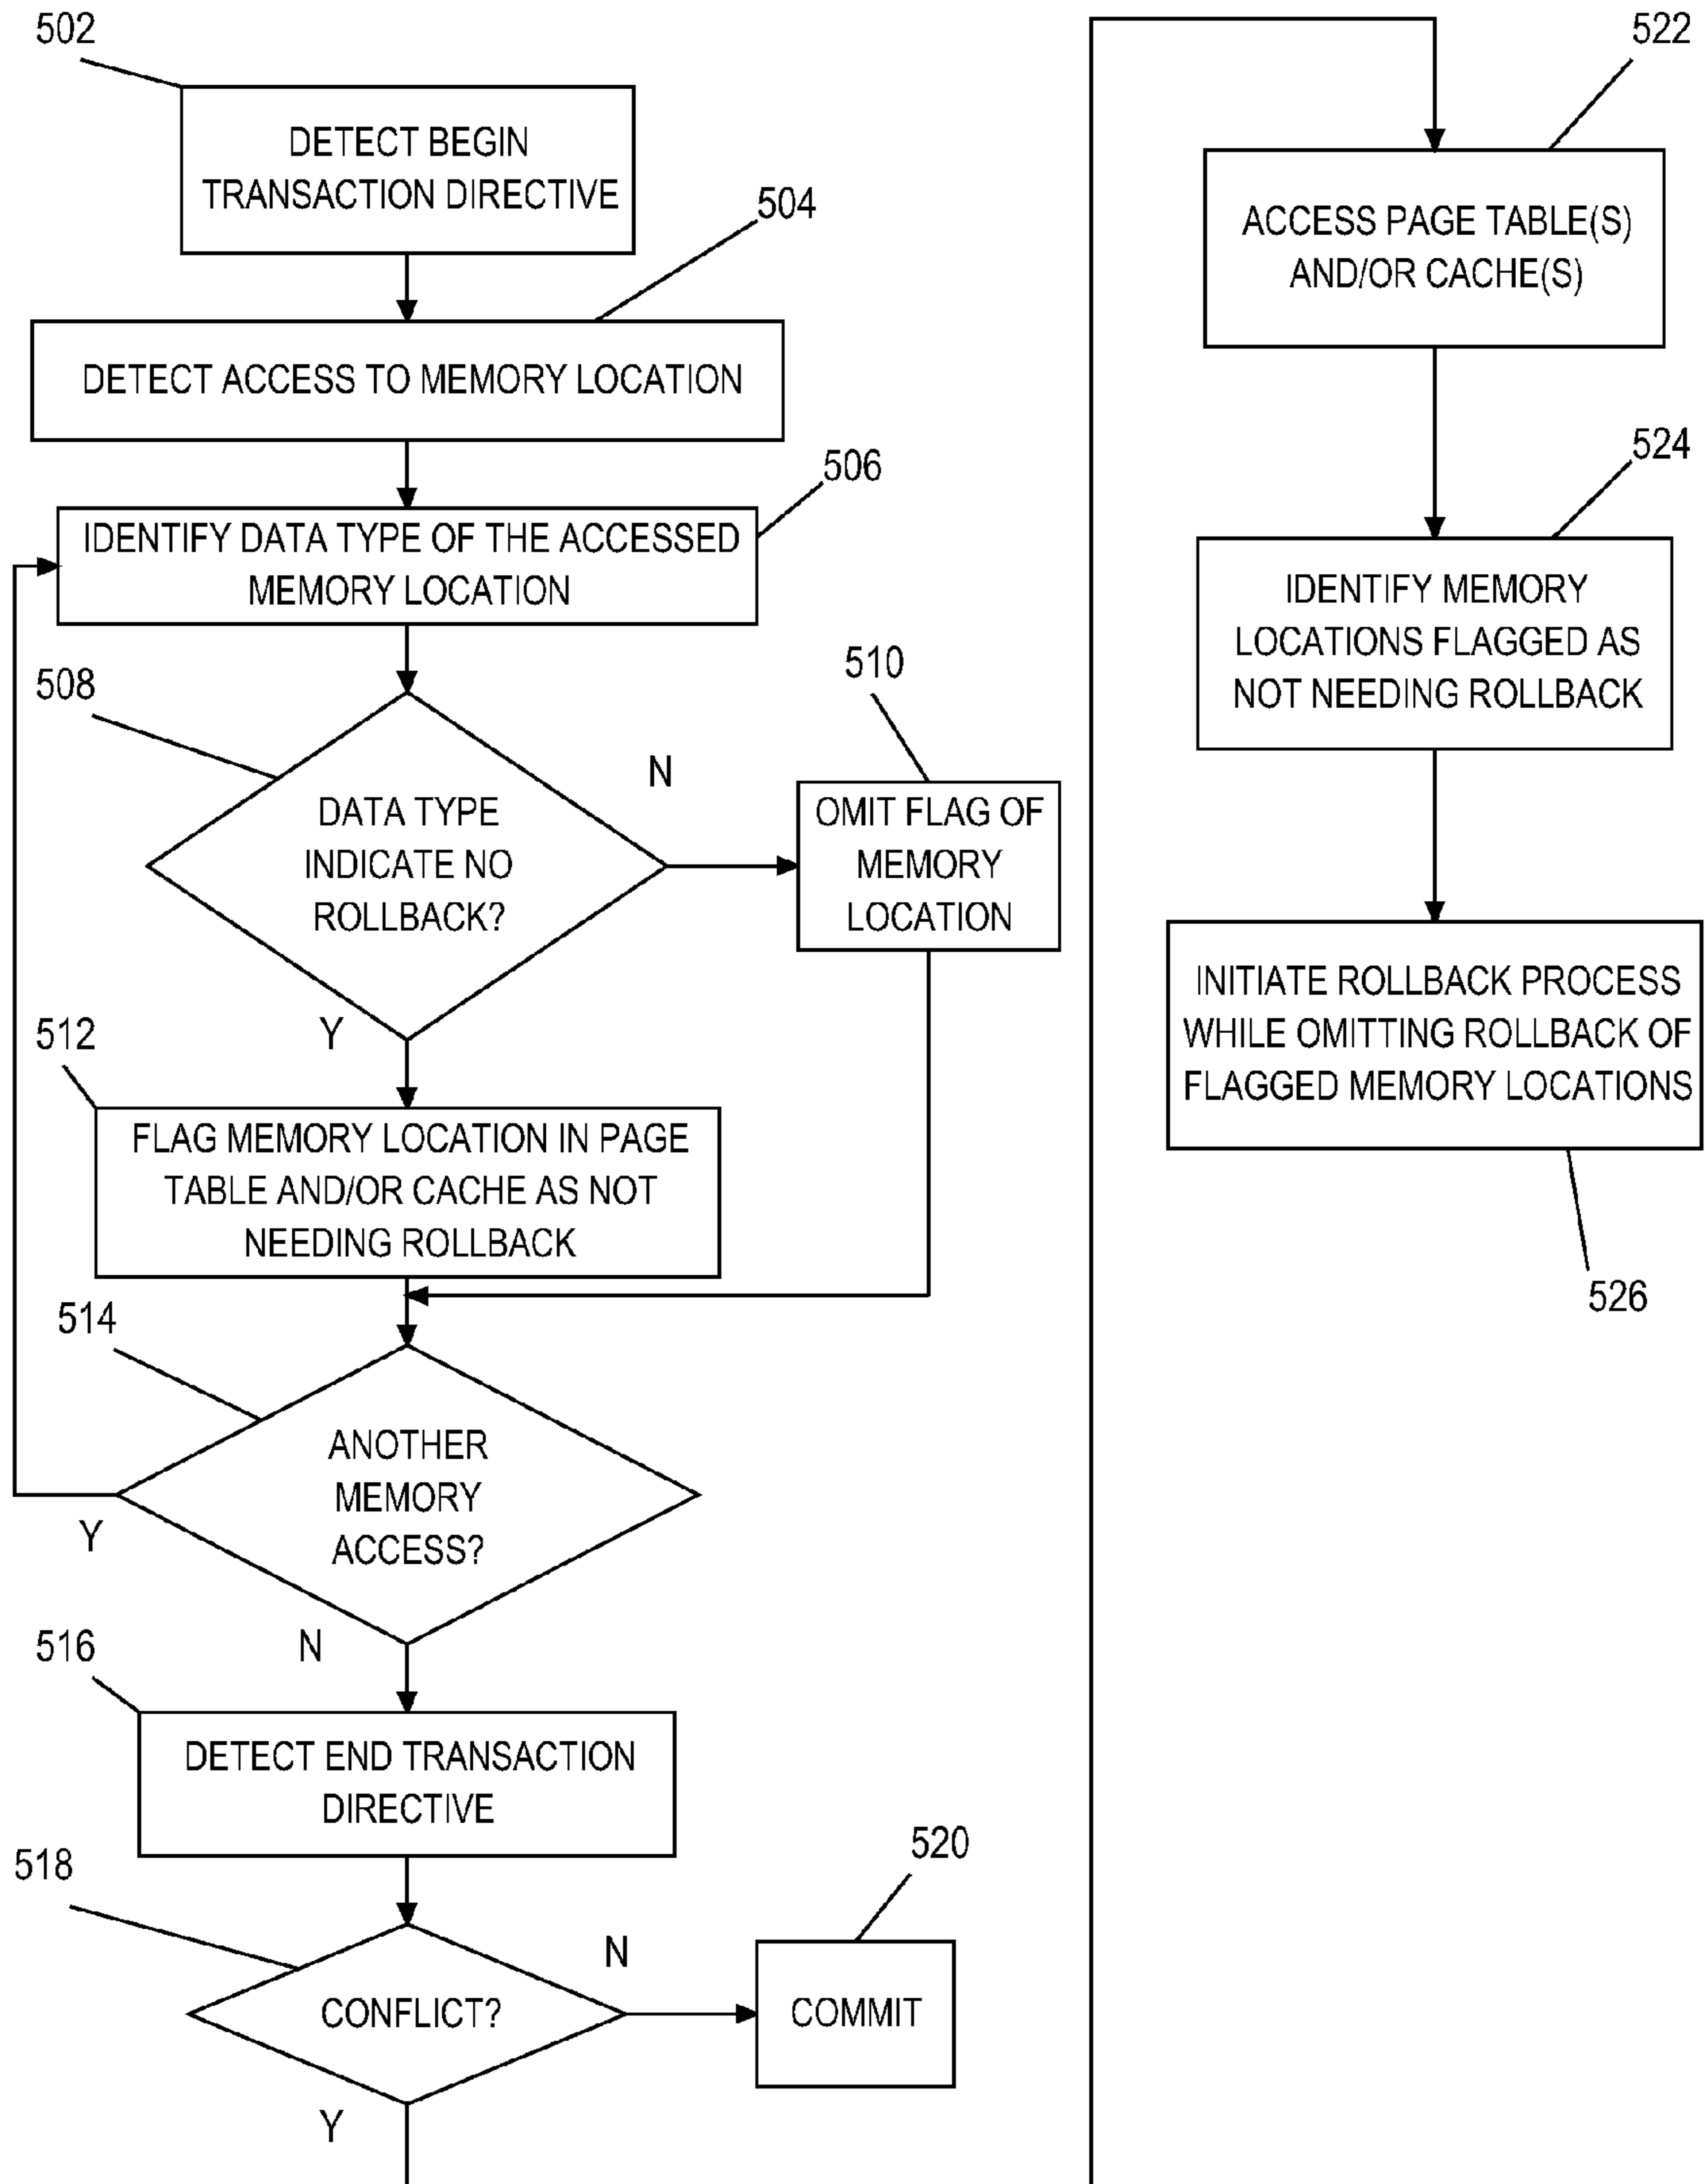 502
DETECT BEGIN
TRANSACTION DIRECTIVE
504
DETECT ACCESS TO MEMORY LOCATION
506
IDENTIFY DATA TYPE OF THE ACCESSED
MEMORY LOCATION
508
DATA TYPE
INDICATE NO
ROLLBACK?
N
510
OMIT FLAG OF
MEMORY
LOCATION
Y
512
FLAG MEMORY LOCATION IN PAGE
TABLE AND/OR CACHE AS NOT
NEEDING ROLLBACK
514
ANOTHER
MEMORY
ACCESS?
Y
N
516
DETECT END TRANSACTION
DIRECTIVE
518
CONFLICT?
N
520
COMMIT
Y
522
ACCESS PAGE TABLE(S)
AND/OR CACHE(S)
524
IDENTIFY MEMORY
LOCATIONS FLAGGED AS
NOT NEEDING ROLLBACK
INITIATE ROLLBACK PROCESS
WHILE OMITTING ROLLBACK OF
FLAGGED MEMORY LOCATIONS
526